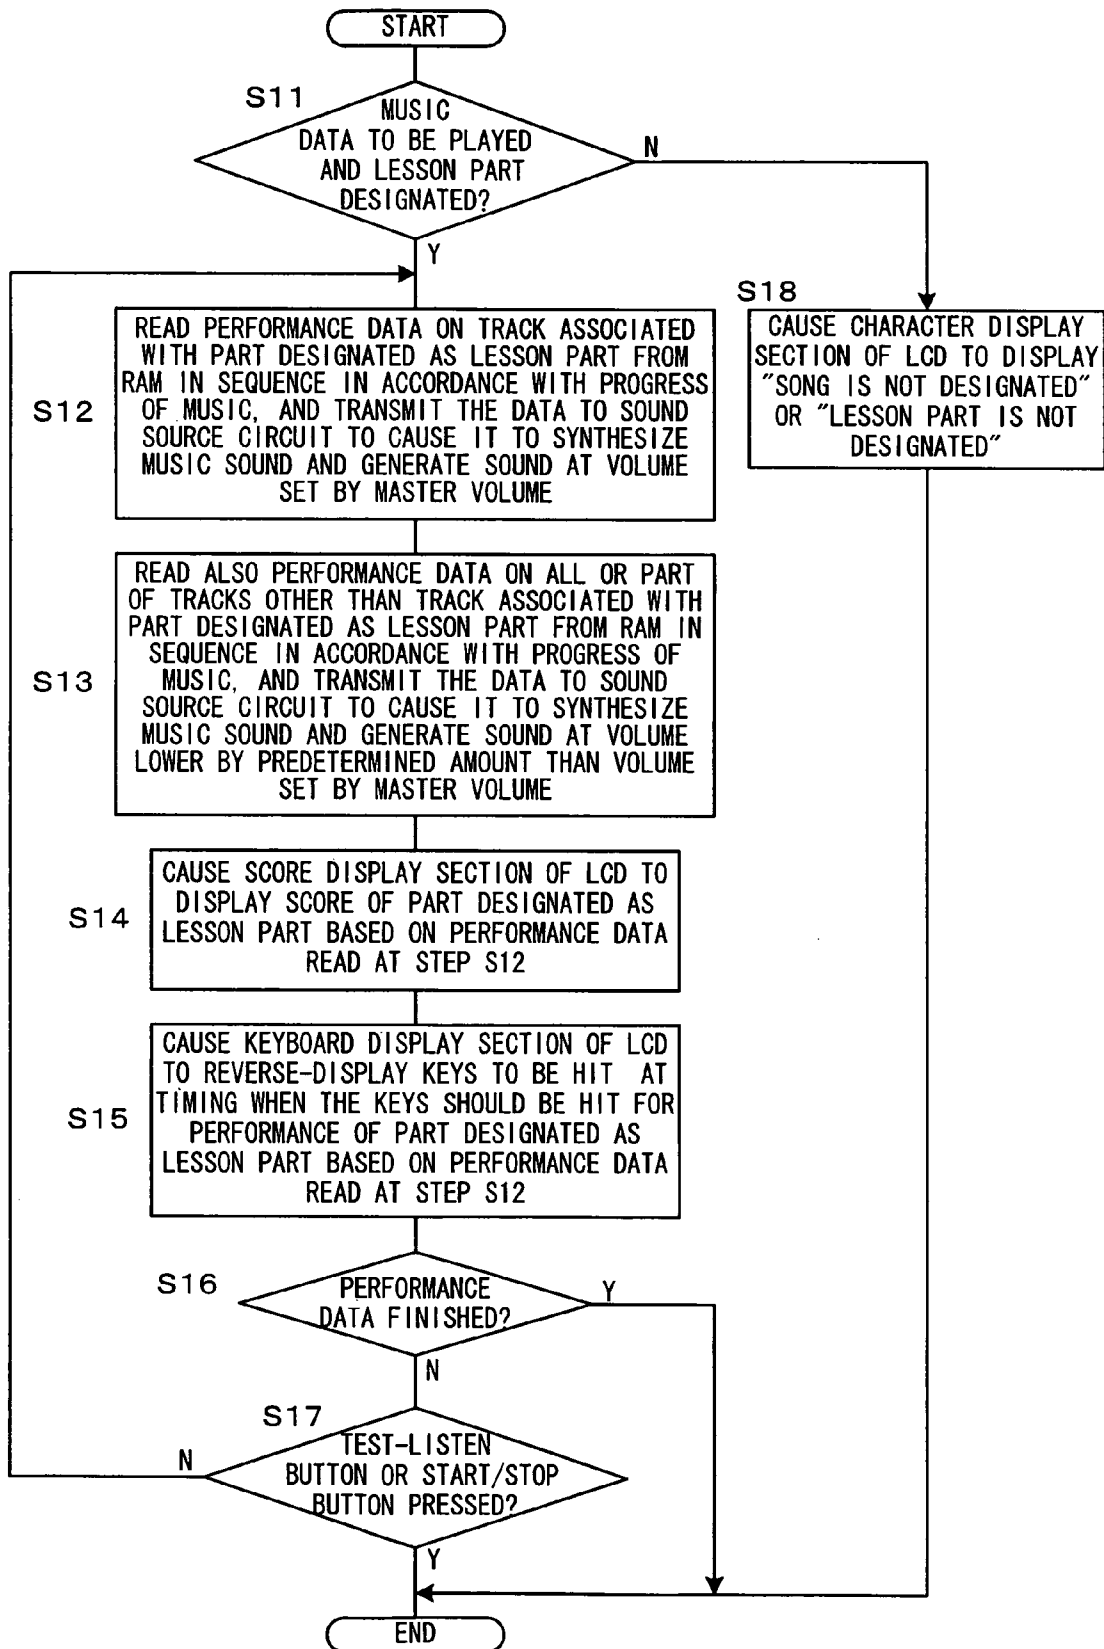 START
S11
MUSIC
DATA TO BE PLAYED
AND LESSON PART
DESIGNATED?
N
Y
S18
CAUSE CHARACTER DISPLAY
SECTION OF LCD TO DISPLAY
"SONG IS NOT DESIGNATED"
OR "LESSON PART IS NOT
DESIGNATED"
S12
READ PERFORMANCE DATA ON TRACK ASSOCIATED
WITH PART DESIGNATED AS LESSON PART FROM
RAM IN SEQUENCE IN ACCORDANCE WITH PROGRESS
OF MUSIC, AND TRANSMIT THE DATA TO SOUND
SOURCE CIRCUIT TO CAUSE IT TO SYNTHESIZE
MUSIC SOUND AND GENERATE SOUND AT VOLUME
SET BY MASTER VOLUME
S13
READ ALSO PERFORMANCE DATA ON ALL OR PART
OF TRACKS OTHER THAN TRACK ASSOCIATED WITH
PART DESIGNATED AS LESSON PART FROM RAM IN
SEQUENCE IN ACCORDANCE WITH PROGRESS OF
MUSIC, AND TRANSMIT THE DATA TO SOUND
SOURCE CIRCUIT TO CAUSE IT TO SYNTHESIZE
MUSIC SOUND AND GENERATE SOUND AT VOLUME
LOWER BY PREDETERMINED AMOUNT THAN VOLUME
SET BY MASTER VOLUME
S14
CAUSE SCORE DISPLAY SECTION OF LCD TO
DISPLAY SCORE OF PART DESIGNATED AS
LESSON PART BASED ON PERFORMANCE DATA
READ AT STEP S12
S15
CAUSE KEYBOARD DISPLAY SECTION OF LCD
TO REVERSE-DISPLAY KEYS TO BE HIT AT
TIMING WHEN THE KEYS SHOULD BE HIT FOR
PERFORMANCE OF PART DESIGNATED AS
LESSON PART BASED ON PERFORMANCE DATA
READ AT STEP S12
S16
PERFORMANCE
DATA FINISHED?
Y
N
S17
TEST-LISTEN
BUTTON OR START/STOP
BUTTON PRESSED?
N
Y
END